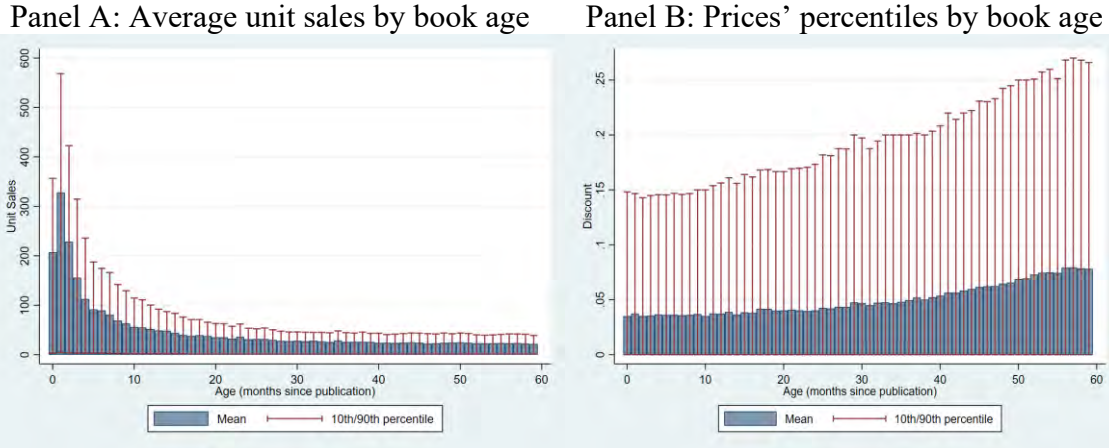 Panel A: Average unit sales by book age
Panel B: Prices’ percentiles by book age
600
500
400
300
200
100
0
Unit Sales
0 10 20 30 40 50 60
Age (months since publication)
Mean 10th/90th percentile
.25
.2
.15
.1
.05
0
Discount
0 10 20 30 40 50 60
Age (months since publication)
Mean 10th/90th percentile